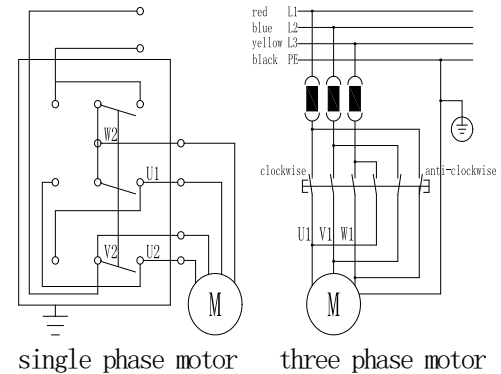 red L1
blue L2
yellow L3
black PE
W2
U1
V2 U2
M
single phase motor
clockwise anti-clockwise
U1 V1 W1
M
three phase motor